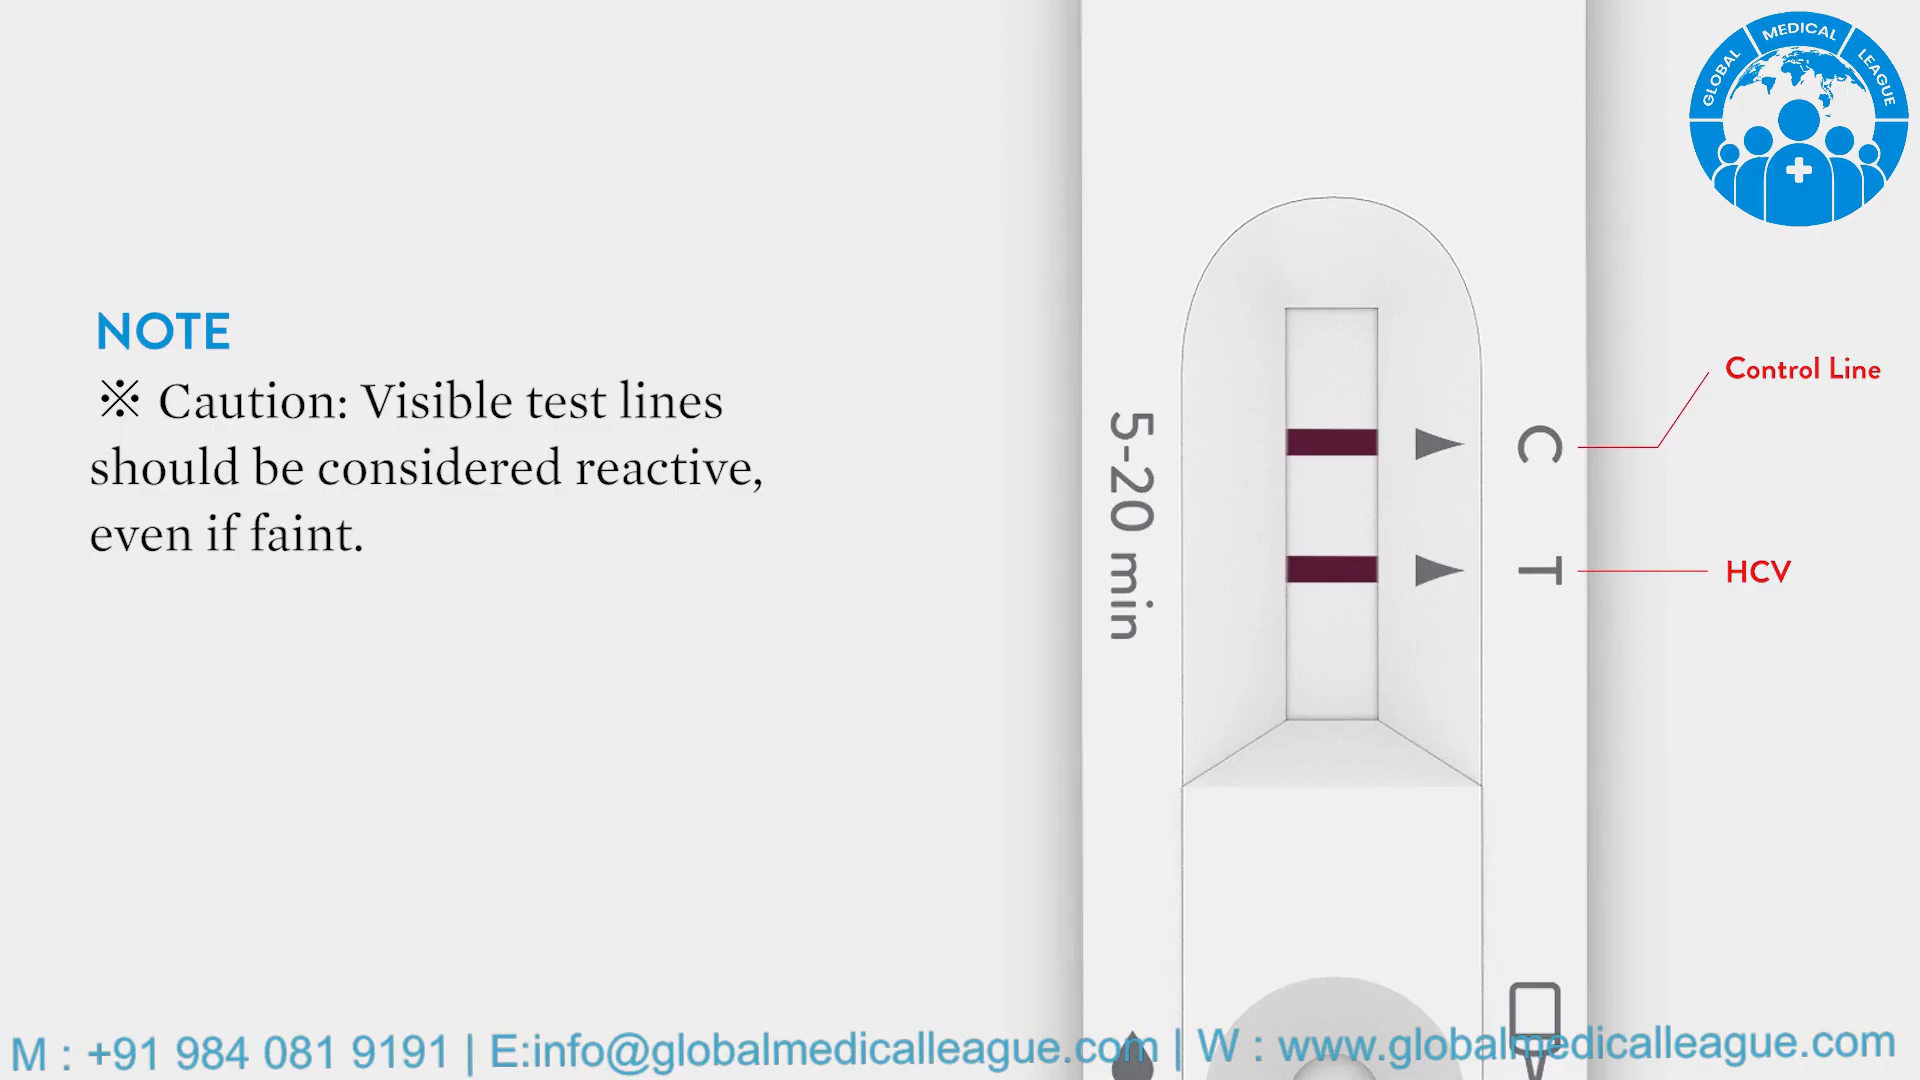 GLOBAL MEDICAL LEAGUE
NOTE
※ Caution: Visible test lines
should be considered reactive,
even if faint.
Control Line
C
T
HCV
5-20 min
M : +91 984 081 9191 | E:info@globalmedicalleague.com | W : www.globalmedicalleague.com